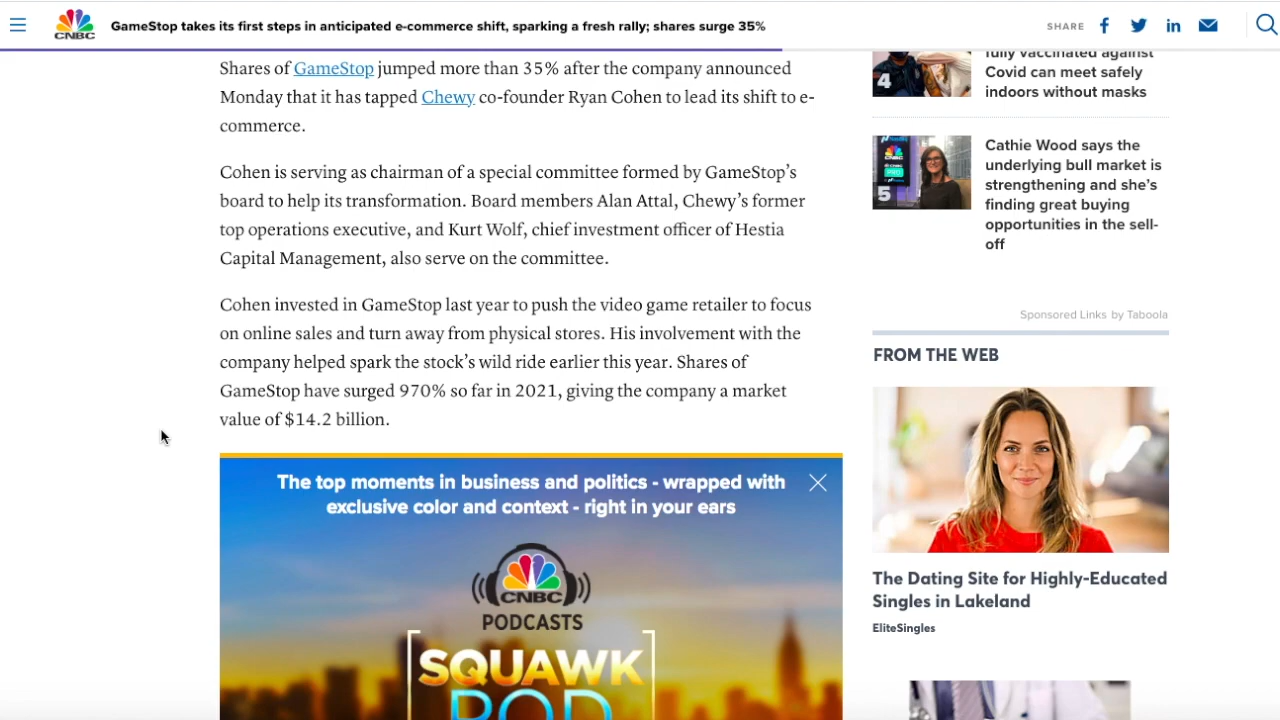 CNBC
GameStop takes its first steps in anticipated e-commerce shift, sparking a fresh rally; shares surge 35%
SHARE
Shares of GameStop jumped more than 35% after the company announced
Monday that it has tapped Chewy co-founder Ryan Cohen to lead its shift to e-
commerce.
Cohen is serving as chairman of a special committee formed by GameStop’s
board to help its transformation. Board members Alan Attal, Chewy’s former
top operations executive, and Kurt Wolf, chief investment officer of Hestia
Capital Management, also serve on the committee.
Cohen invested in GameStop last year to push the video game retailer to focus
on online sales and turn away from physical stores. His involvement with the
company helped spark the stock’s wild ride earlier this year. Shares of
GameStop have surged 970% so far in 2021, giving the company a market
value of $14.2 billion.
The top moments in business and politics - wrapped with
exclusive color and context - right in your ears
CNBC
PODCASTS
SQUAWK
POD
4
fully vaccinated against
Covid can meet safely
indoors without masks
CNBC
PRO
5
Cathie Wood says the
underlying bull market is
strengthening and she’s
finding great buying
opportunities in the sell-
off
Sponsored Links by Taboola
FROM THE WEB
The Dating Site for Highly-Educated
Singles in Lakeland
EliteSingles